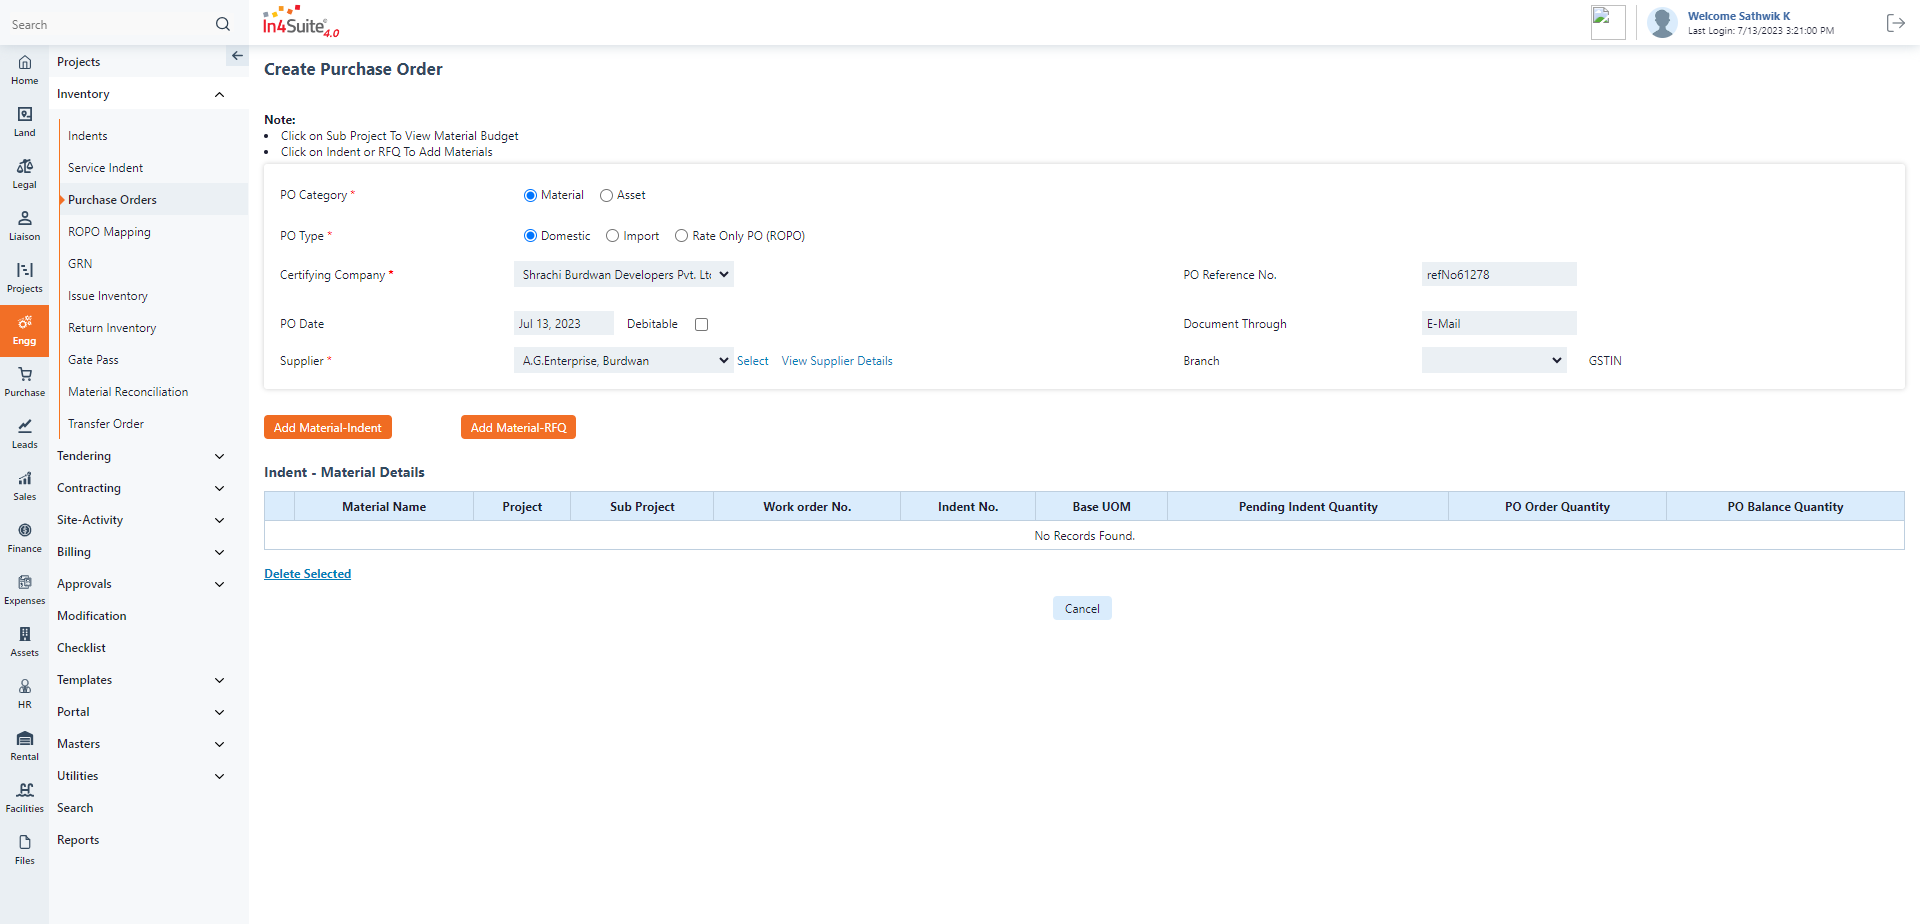 Search
In4Suite® 4.0
Welcome Sathwik K
Last Login: 7/13/2023 3:21:00 PM
Home
Land
Legal
Liaison
Projects
Engg
Purchase
Leads
Sales
Finance
Expenses
Assets
HR
Rental
Facilities
Files
Projects
Inventory
Indents
Service Indent
Purchase Orders
ROPO Mapping
GRN
Issue Inventory
Return Inventory
Gate Pass
Material Reconciliation
Transfer Order
Tendering
Contracting
Site-Activity
Billing
Approvals
Modification
Checklist
Templates
Portal
Masters
Utilities
Search
Reports
Create Purchase Order
Note:
• Click on Sub Project To View Material Budget
• Click on Indent or RFQ To Add Materials
PO Category * Material Asset
PO Type * Domestic Import Rate Only PO (ROPO)
Certifying Company * Shrachi Burdwan Developers Pvt. Ltd PO Reference No. refNo61278
PO Date Jul 13, 2023 Debitable Document Through E-Mail
Supplier * A.G.Enterprise, Burdwan Select View Supplier Details Branch GSTIN
Add Material-Indent Add Material-RFQ
Indent - Material Details
Material Name Project Sub Project Work order No. Indent No. Base UOM Pending Indent Quantity PO Order Quantity PO Balance Quantity
No Records Found.
Delete Selected
Cancel